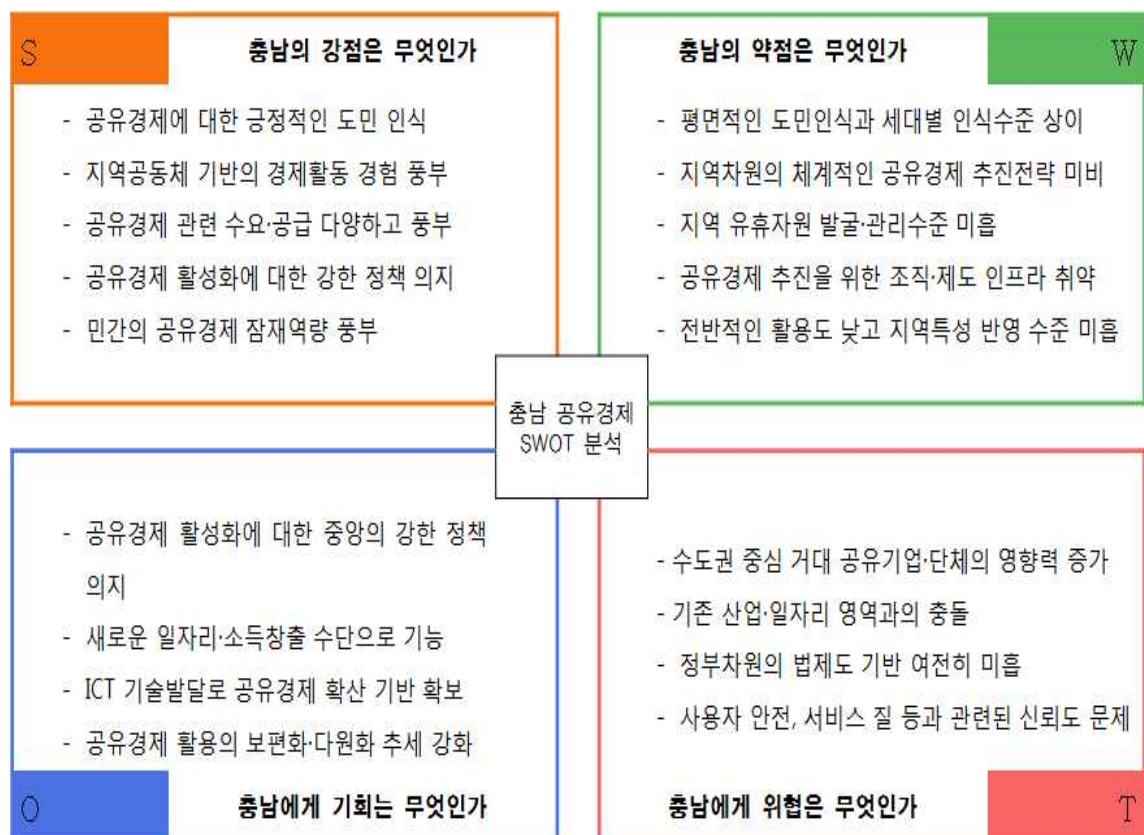 S
충남의 강점은 무엇인가
- 공유경제에 대한 긍정적인 도민 인식
- 지역공동체 기반의 경제활동 경험 풍부
- 공유경제 관련 수요·공급 다양하고 풍부
- 공유경제 활성화에 대한 강한 정책 의지
- 민간의 공유경제 잠재역량 풍부
충남의 약점은 무엇인가
W
- 평면적인 도민인식과 세대별 인식수준 상이
- 지역차원의 체계적인 공유경제 추진전략 미비
- 지역 유휴자원 발굴·관리수준 미흡
- 공유경제 추진을 위한 조직·제도 인프라 취약
- 전반적인 활용도 낮고 지역특성 반영 수준 미흡
충남 공유경제
SWOT 분석
- 공유경제 활성화에 대한 중앙의 강한 정책
의지
- 새로운 일자리·소득창출 수단으로 기능
- ICT 기술발달로 공유경제 확산 기반 확보
- 공유경제 활용의 보편화·다원화 추세 강화
O
충남에게 기회는 무엇인가
- 수도권 중심 거대 공유기업·단체의 영향력 증가
- 기존 산업·일자리 영역과의 충돌
- 정부차원의 법제도 기반 여전히 미흡
- 사용자 안전, 서비스 질 등과 관련된 신뢰도 문제
충남에게 위협은 무엇인가
T